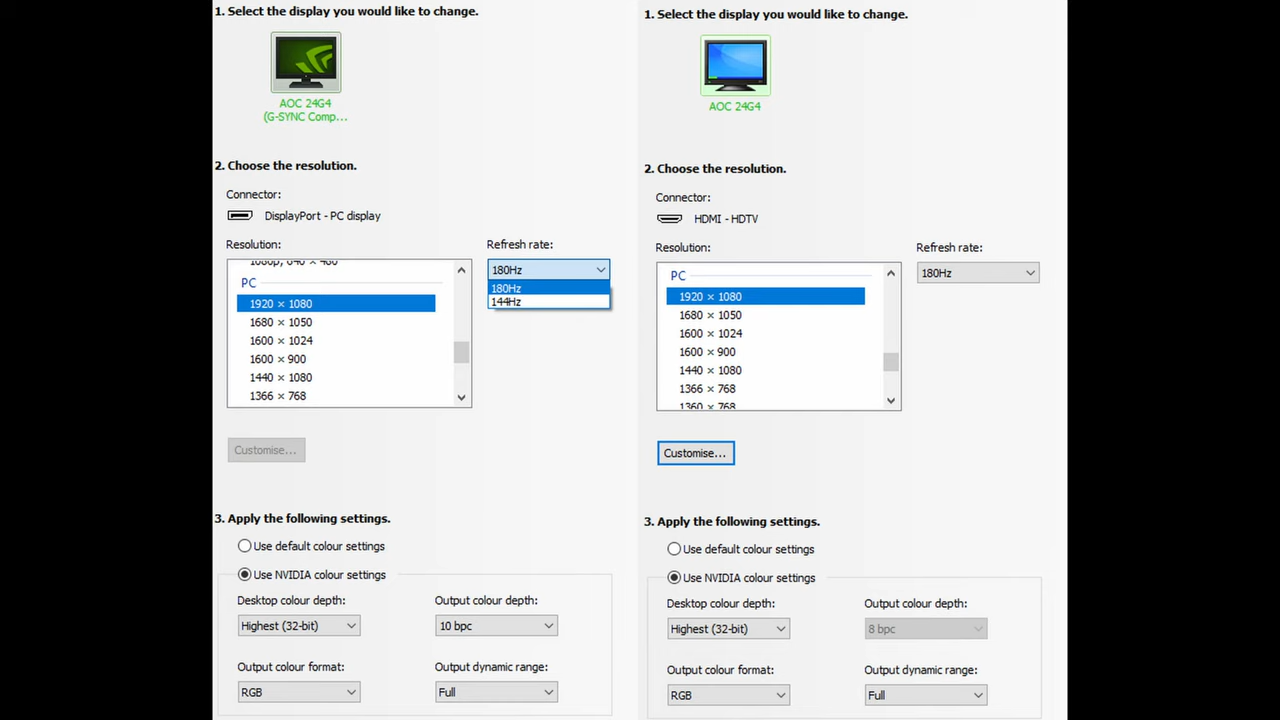 1. Select the display you would like to change.
AOC 24G4
(G-SYNC Comp...
2. Choose the resolution.
Connector:
DisplayPort - PC display
Resolution:
Refresh rate:
1080p, 640 × 480
180Hz
PC
180Hz
1920 × 1080
144Hz
1680 × 1050
1600 × 1024
1600 × 900
1440 × 1080
1366 × 768
Customise...
3. Apply the following settings.
Use default colour settings
Use NVIDIA colour settings
Desktop colour depth:
Output colour depth:
Highest (32-bit)
10 bpc
Output colour format:
Output dynamic range:
RGB
Full
1. Select the display you would like to change.
AOC 24G4
2. Choose the resolution.
Connector:
HDMI - HDTV
Resolution:
Refresh rate:
PC
180Hz
1920 × 1080
1680 × 1050
1600 × 1024
1600 × 900
1440 × 1080
1366 × 768
1360 × 768
Customise...
3. Apply the following settings.
Use default colour settings
Use NVIDIA colour settings
Desktop colour depth:
Output colour depth:
Highest (32-bit)
8 bpc
Output colour format:
Output dynamic range:
RGB
Full